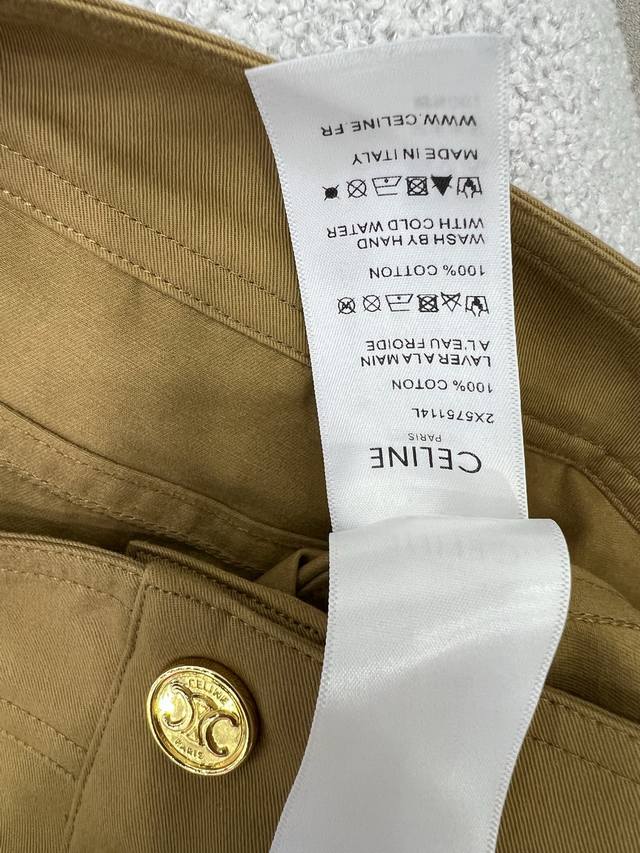 CELINE
PARIS
2X575114L
100% COTON
LAVER A LA MAIN
A L'EAU FROIDE
100% COTTON
WASH BY HAND
WITH COLD WATER
MADE IN ITALY
WWW.CELINE.FR
CELINE
PARIS